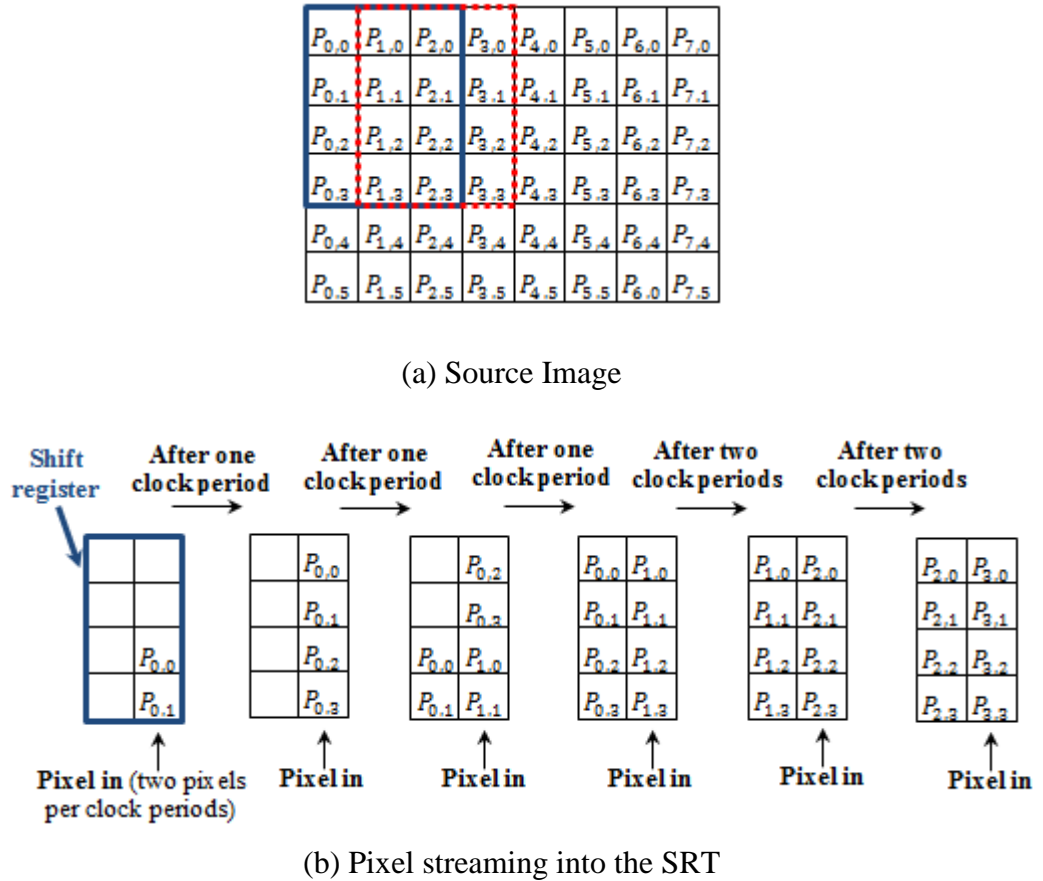 P0,0 P1,0 P2,0 P3,0 P4,0 P5,0 P6,0 P7,0
P0,1 P1,1 P2,1 P3,1 P4,1 P5,1 P6,1 P7,1
P0,2 P1,2 P2,2 P3,2 P4,2 P5,2 P6,2 P7,2
P0,3 P1,3 P2,3 P3,3 P4,3 P5,3 P6,3 P7,3
P0,4 P1,4 P2,4 P3,4 P4,4 P5,4 P6,4 P7,4
P0,5 P1,5 P2,5 P3,5 P4,5 P5,5 P6,0 P7,5
(a) Source Image
Shift
register
After one
clock period
After one
clock period
After one
clock period
After two
clock periods
After two
clock periods
P0,0
P0,1
P0,0
P0,1
P0,2
P0,3
P0,2
P0,3
P0,0 P1,0
P0,1 P1,1
P0,0 P1,0
P0,1 P1,1
P0,2 P1,2
P0,3 P1,3
P1,0 P2,0
P1,1 P2,1
P1,2 P2,2
P1,3 P2,3
P2,0 P3,0
P2,1 P3,1
P2,2 P3,2
P2,3 P3,3
Pixel in (two pixels
per clock periods)
Pixel in
Pixel in
Pixel in
Pixel in
Pixel in
(b) Pixel streaming into the SRT